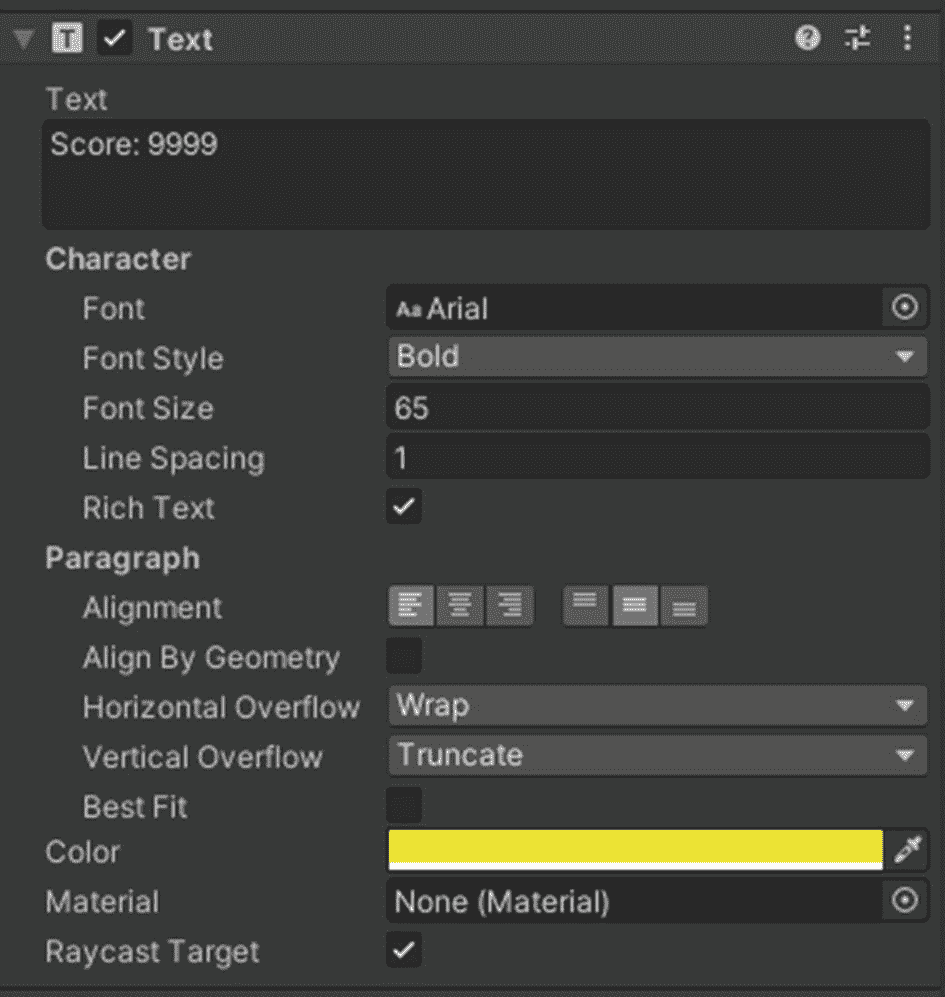 Text
Text
Score: 9999
Character
Font Aa Arial
Font Style Bold
Font Size 65
Line Spacing 1
Rich Text
Paragraph
Alignment
Align By Geometry
Horizontal Overflow Wrap
Vertical Overflow Truncate
Best Fit
Color
Material None (Material)
Raycast Target